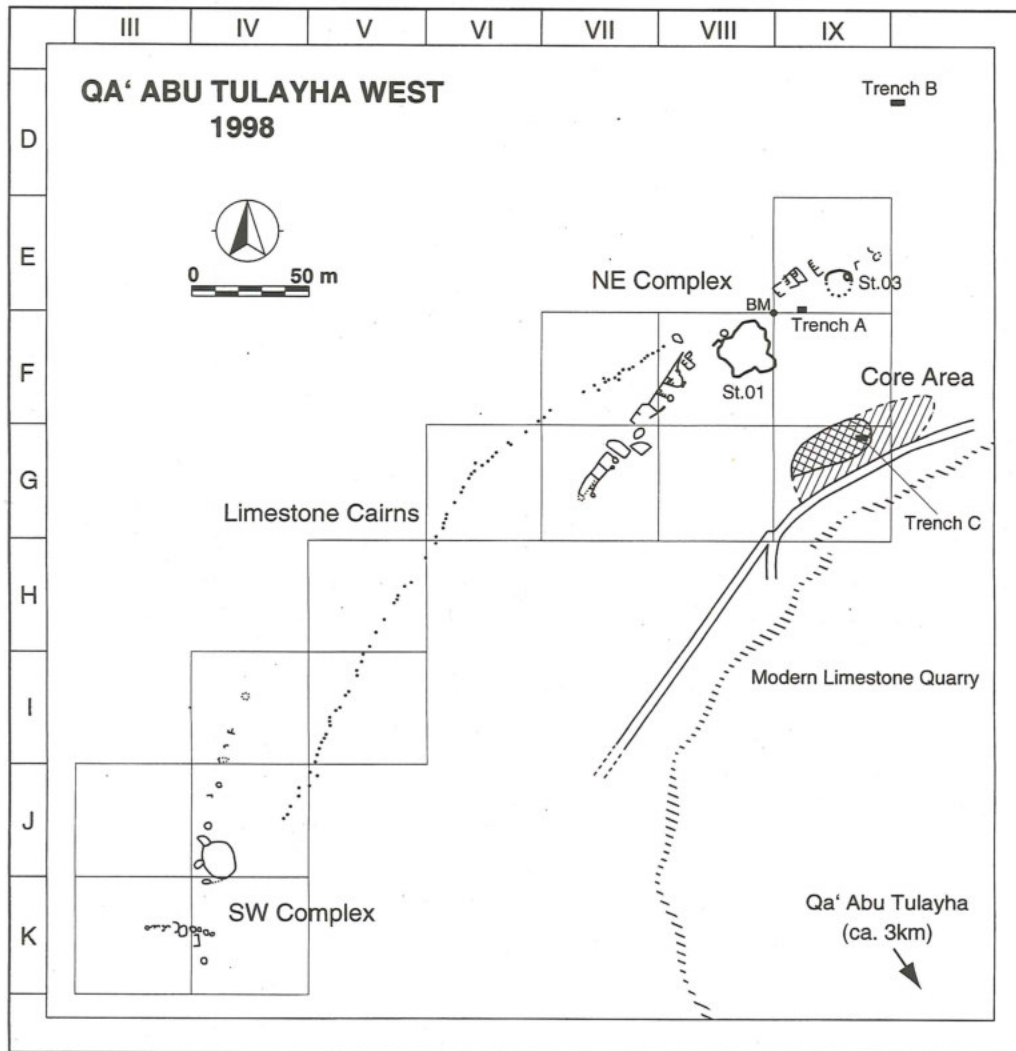 III IV V VI VII VIII IX
QA‘ ABU TULAYHA WEST
1998
Trench B
D
E
0 50 m
NE Complex
St.03
BM
Trench A
F
St.01
Core Area
G
Limestone Cairns
Trench C
H
I
Modern Limestone Quarry
J
SW Complex
K
Qa‘ Abu Tulayha
(ca. 3km)